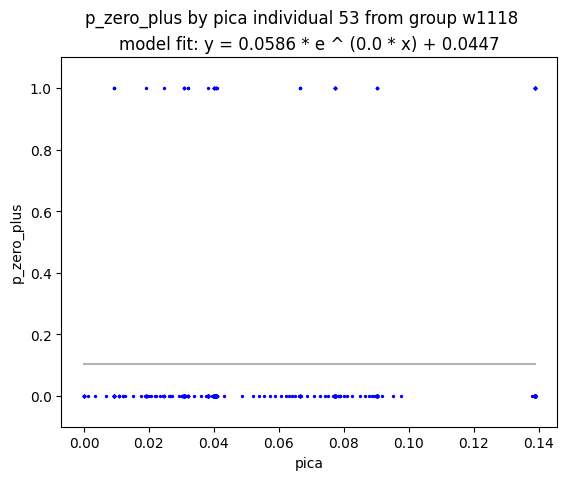 p_zero_plus by pica individual 53 from group w1118
model fit: y = 0.0586 * e ^ (0.0 * x) + 0.0447
1.0
0.8
0.6
0.4
0.2
0.0
p_zero_plus
0.00 0.02 0.04 0.06 0.08 0.10 0.12 0.14
pica